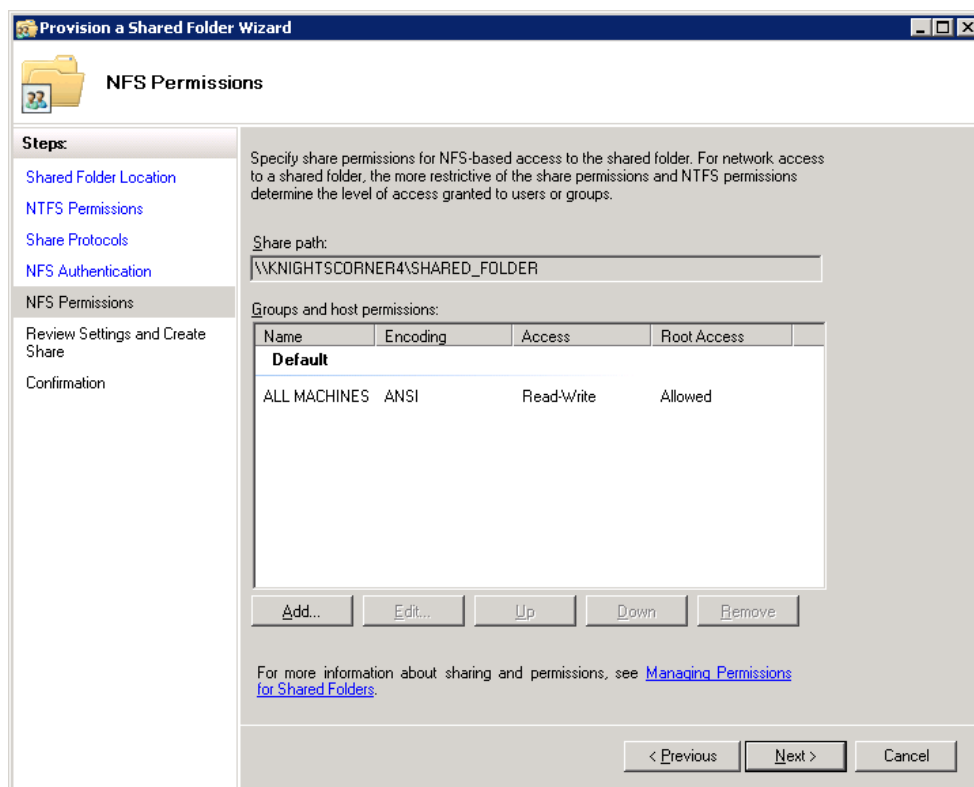 Provision a Shared Folder Wizard
NFS Permissions
Steps:
Shared Folder Location
NTFS Permissions
Share Protocols
NFS Authentication
NFS Permissions
Review Settings and Create
Share
Confirmation
Specify share permissions for NFS-based access to the shared folder. For network access
to a shared folder, the more restrictive of the share permissions and NTFS permissions
determine the level of access granted to users or groups.
Share path:
\\KNIGHTSCORNER4\SHARED_FOLDER
Groups and host permissions:
Name Encoding Access Root Access
Default
ALL MACHINES ANSI Read-Write Allowed
Add... Edit... Up Down Remove
For more information about sharing and permissions, see Managing Permissions
for Shared Folders.
< Previous Next > Cancel